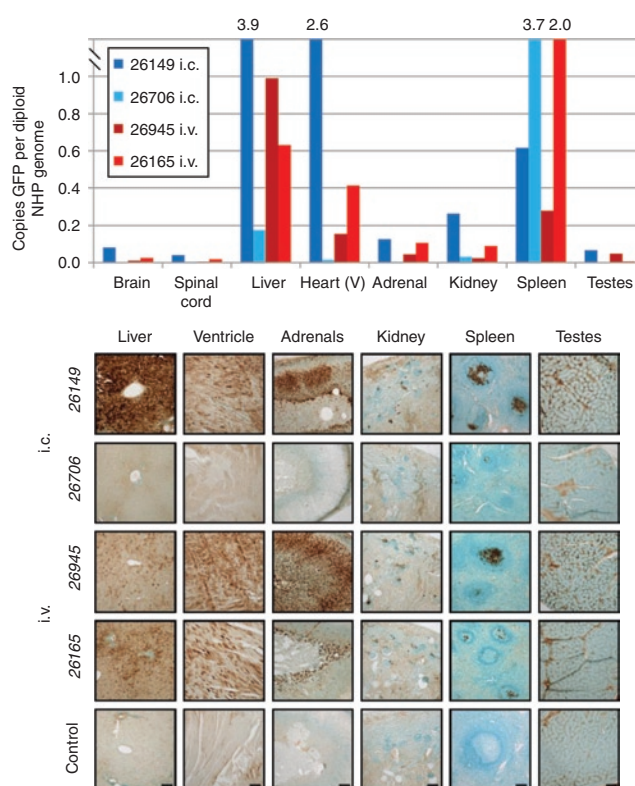 3.9 2.6 3.7 2.0
Copies GFP per diploid
NHP genome
1.0
0.8
0.6
0.4
0.2
0.0
26149 i.c.
26706 i.c.
26945 i.v.
26165 i.v.
Brain Spinal cord Liver Heart (V) Adrenal Kidney Spleen Testes
Liver Ventricle Adrenals Kidney Spleen Testes
i.c.
26149
26706
i.v.
26945
26165
Control